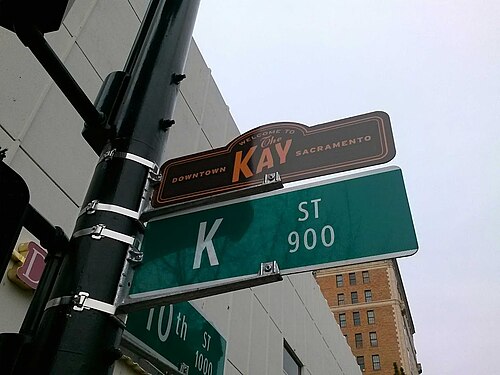 WELCOME TO
The
DOWNTOWN KAY SACRAMENTO
K ST
900
10th ST
1000
L